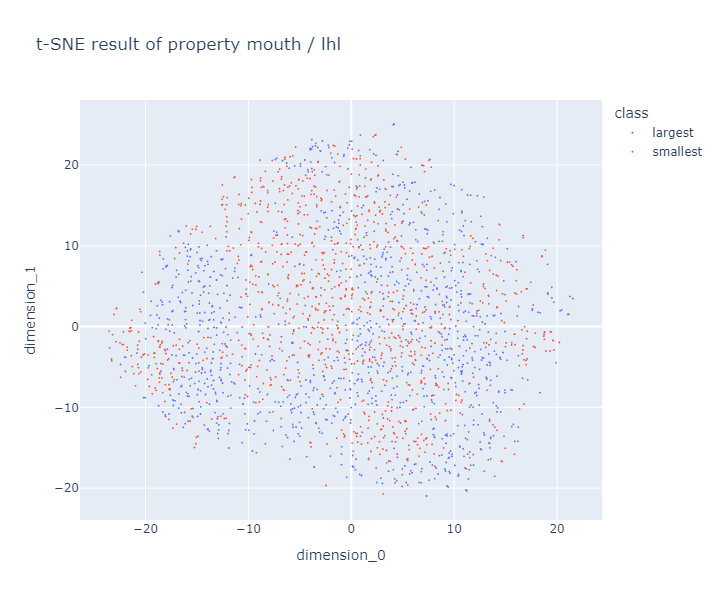 t-SNE result of property mouth / lhl
class
largest
smallest
dimension_1
20
10
0
−10
−20
−20
−10
0
10
20
dimension_0